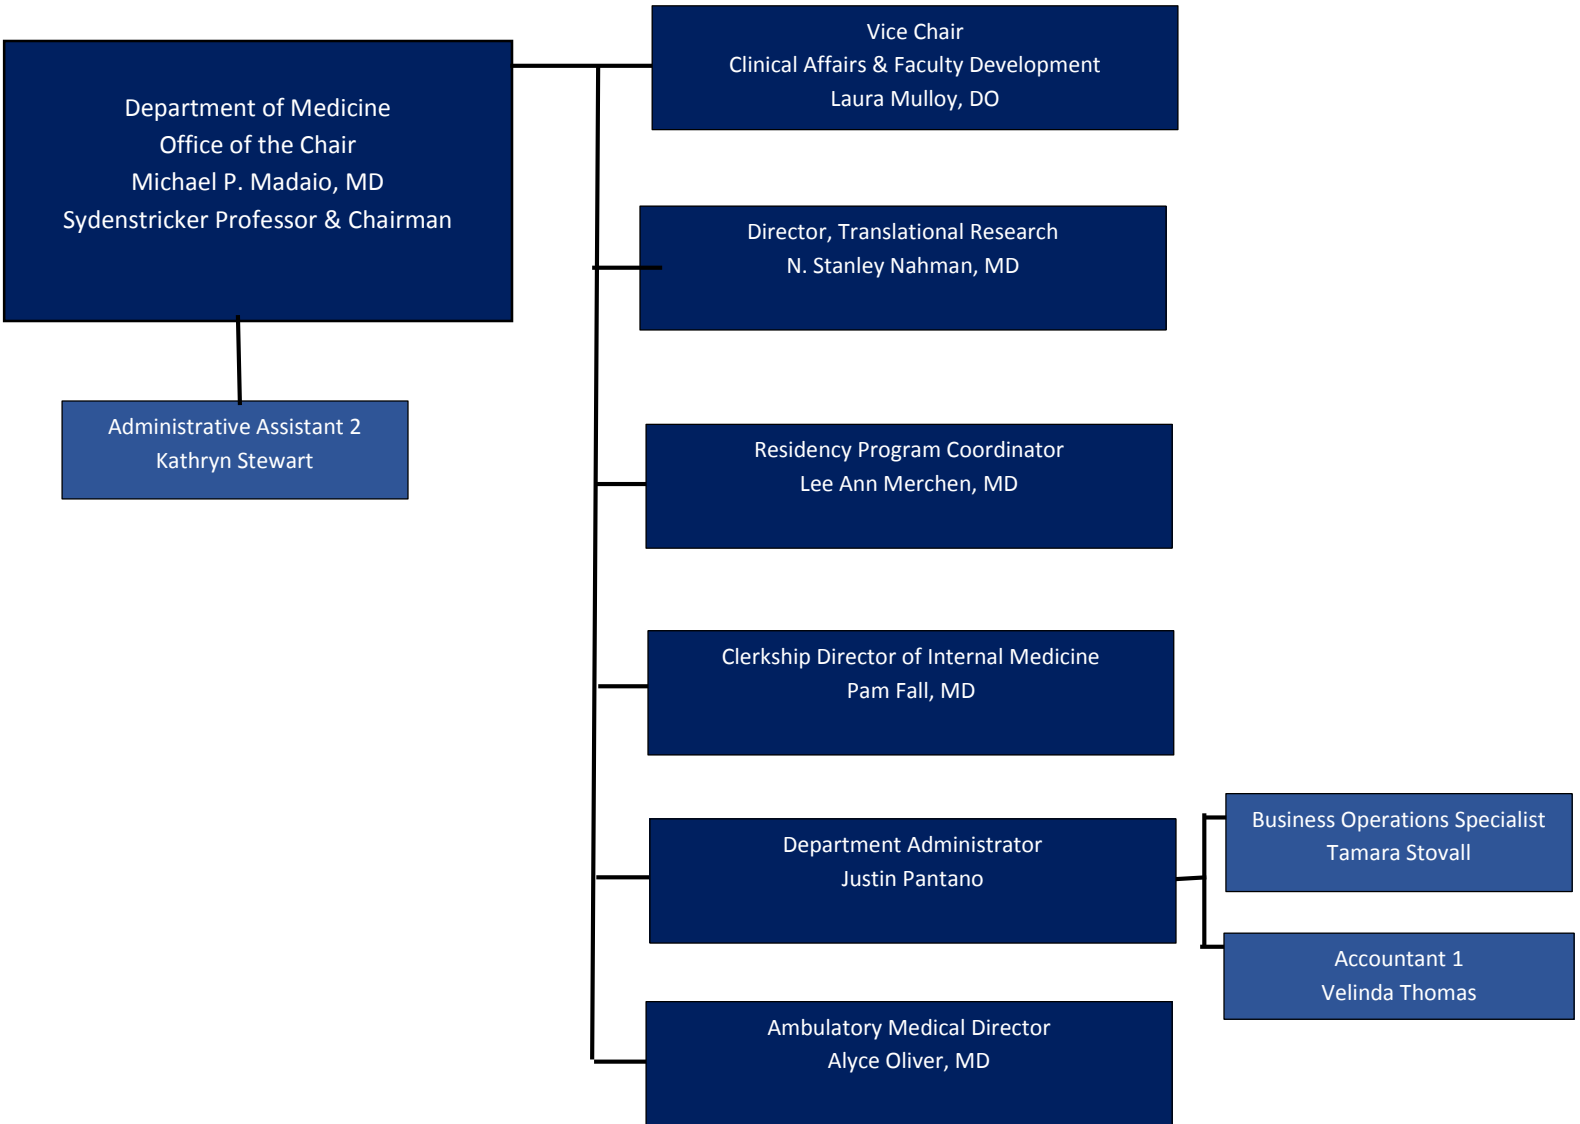 Department of Medicine
Office of the Chair
Michael P. Madaio, MD
Sydenstricker Professor & Chairman
Administrative Assistant 2
Kathryn Stewart
Vice Chair
Clinical Affairs & Faculty Development
Laura Mulloy, DO
Director, Translational Research
N. Stanley Nahman, MD
Residency Program Coordinator
Lee Ann Merchen, MD
Clerkship Director of Internal Medicine
Pam Fall, MD
Department Administrator
Justin Pantano
Business Operations Specialist
Tamara Stovall
Accountant 1
Velinda Thomas
Ambulatory Medical Director
Alyce Oliver, MD